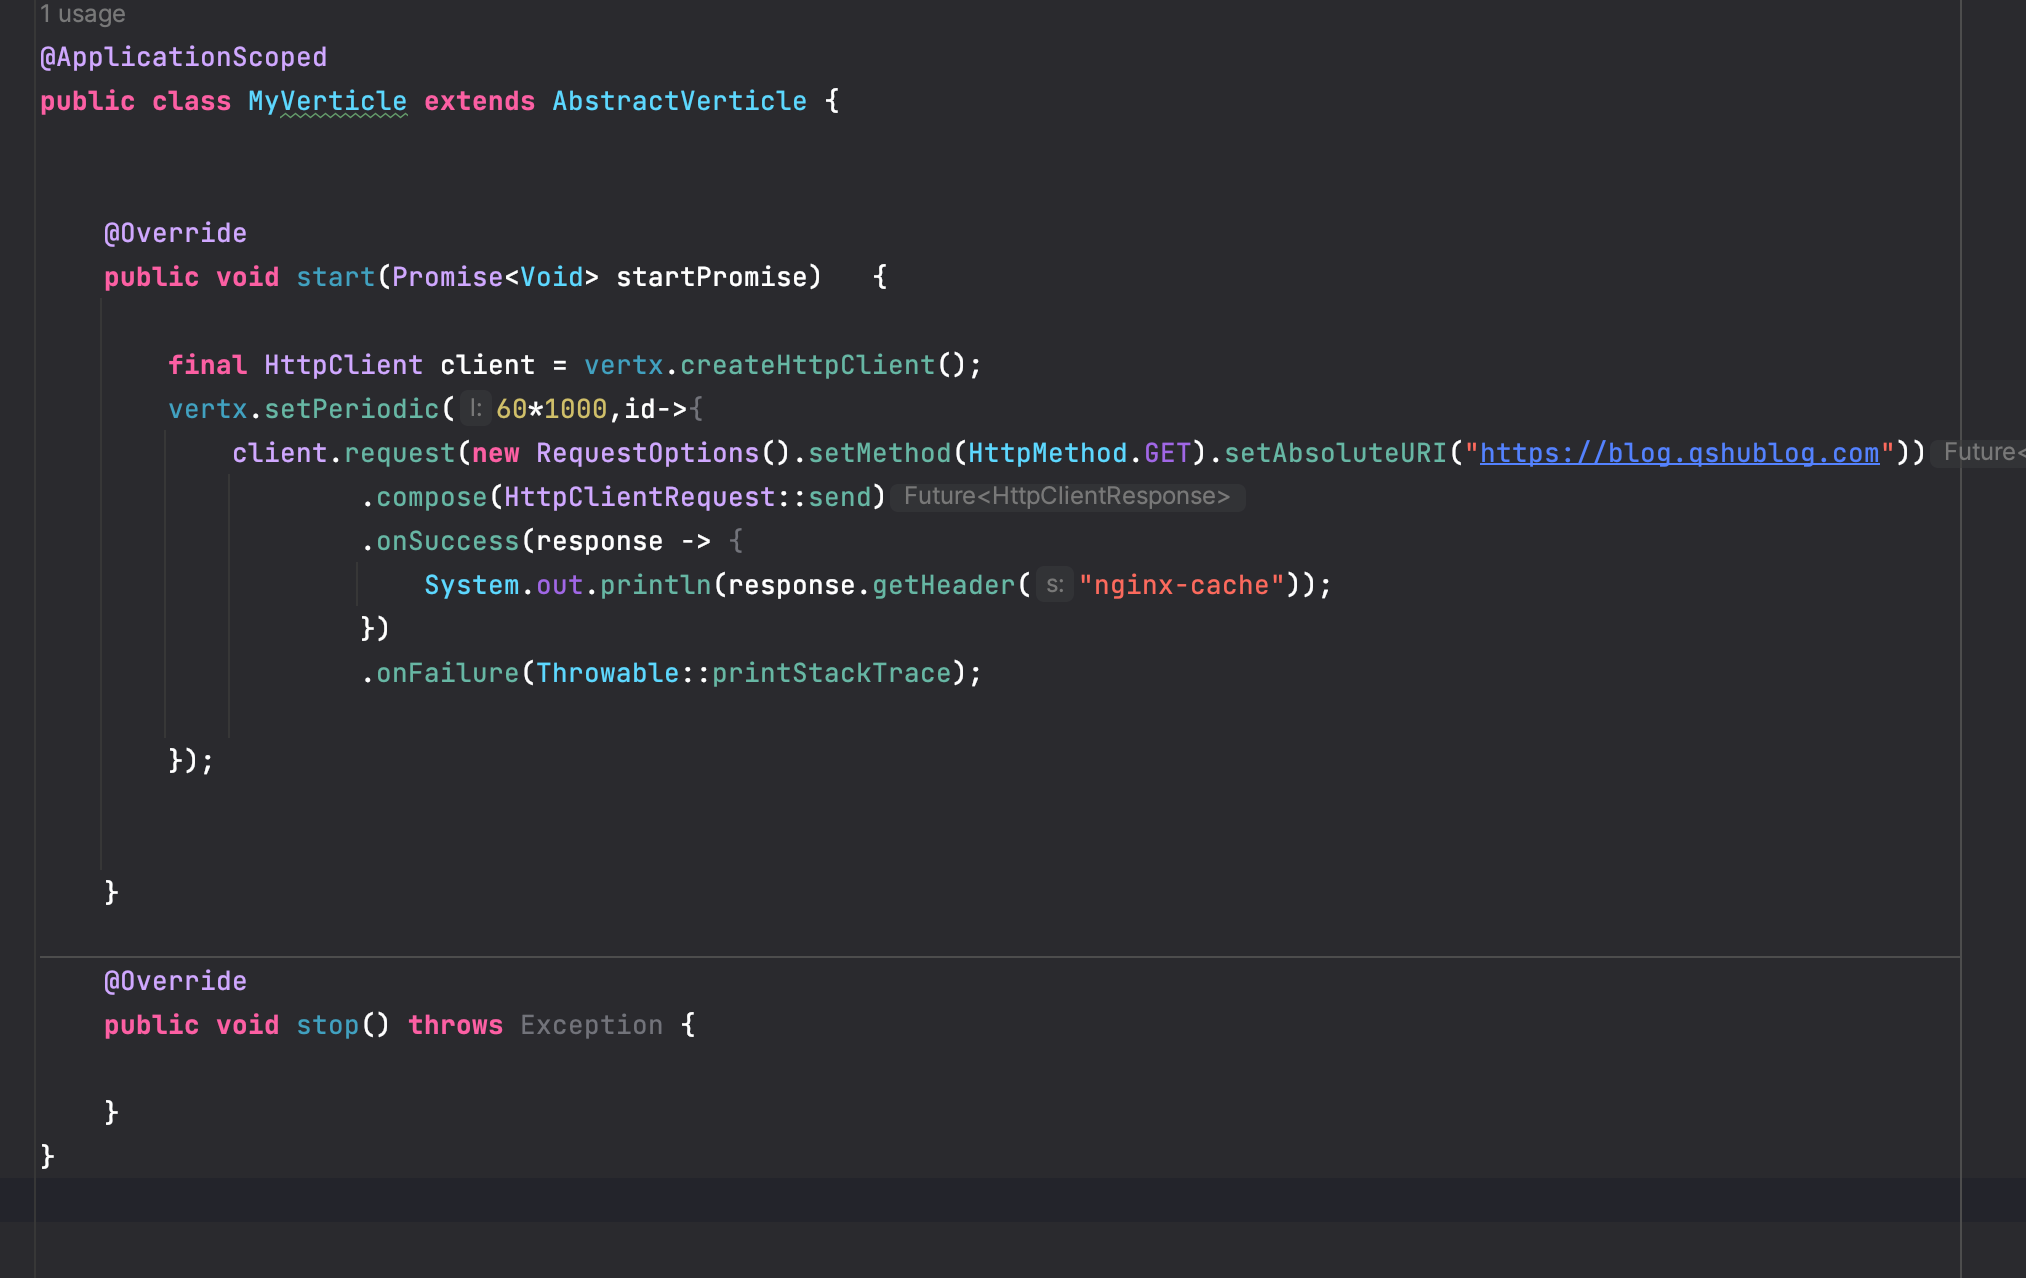 1 usage
@ApplicationScoped
public class MyVerticle extends AbstractVerticle {
@Override
public void start(Promise<Void> startPromise) {
final HttpClient client = vertx.createHttpClient();
vertx.setPeriodic( l: 60*1000,id->{
client.request(new RequestOptions().setMethod(HttpMethod.GET).setAbsoluteURI("https://blog.qshublog.com")) Future<
.compose(HttpClientRequest::send) Future<HttpClientResponse>
.onSuccess(response -> {
System.out.println(response.getHeader( s: "nginx-cache"));
})
.onFailure(Throwable::printStackTrace);
});
}
@Override
public void stop() throws Exception {
}
}